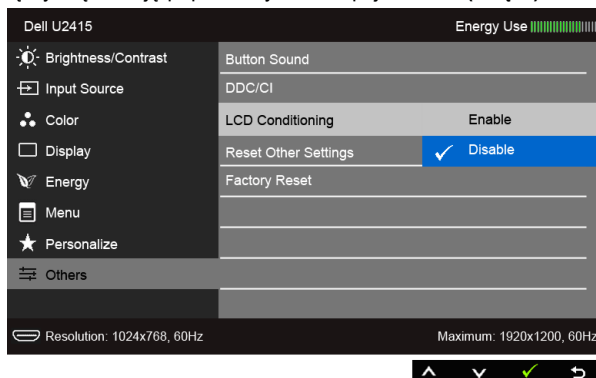 Dell U2415 Energy Use
Brightness/Contrast Button Sound
Input Source DDC/CI
Color LCD Conditioning Enable
Display Reset Other Settings Disable
Energy Factory Reset
Menu
Personalize
Others
Resolution: 1024x768, 60Hz Maximum: 1920x1200, 60Hz